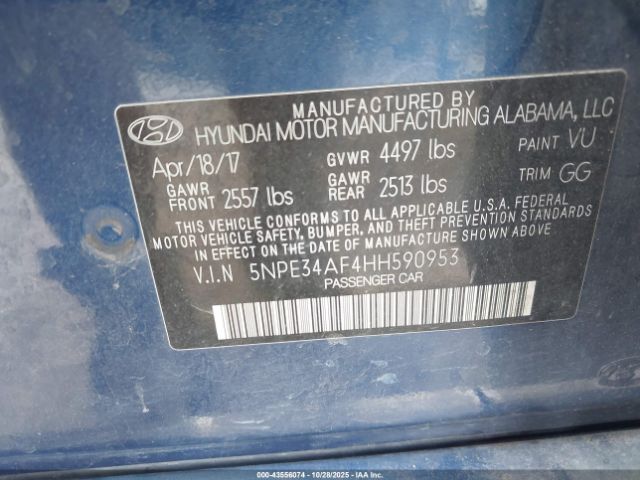 MANUFACTURED BY
HYUNDAI MOTOR MANUFACTURING ALABAMA, LLC
Apr/18/17 GVWR 4497 lbs PAINT VU
GAWR FRONT 2557 lbs GAWR REAR 2513 lbs TRIM GG
THIS VEHICLE CONFORMS TO ALL APPLICABLE U.S.A. FEDERAL
MOTOR VEHICLE SAFETY, BUMPER, AND THEFT PREVENTION STANDARDS
IN EFFECT ON THE DATE OF MANUFACTURE SHOWN ABOVE.
V.I.N 5NPE34AF4HH590953
PASSENGER CAR
© IAA 43556074 | 10/28/2025 | IAAI.COM